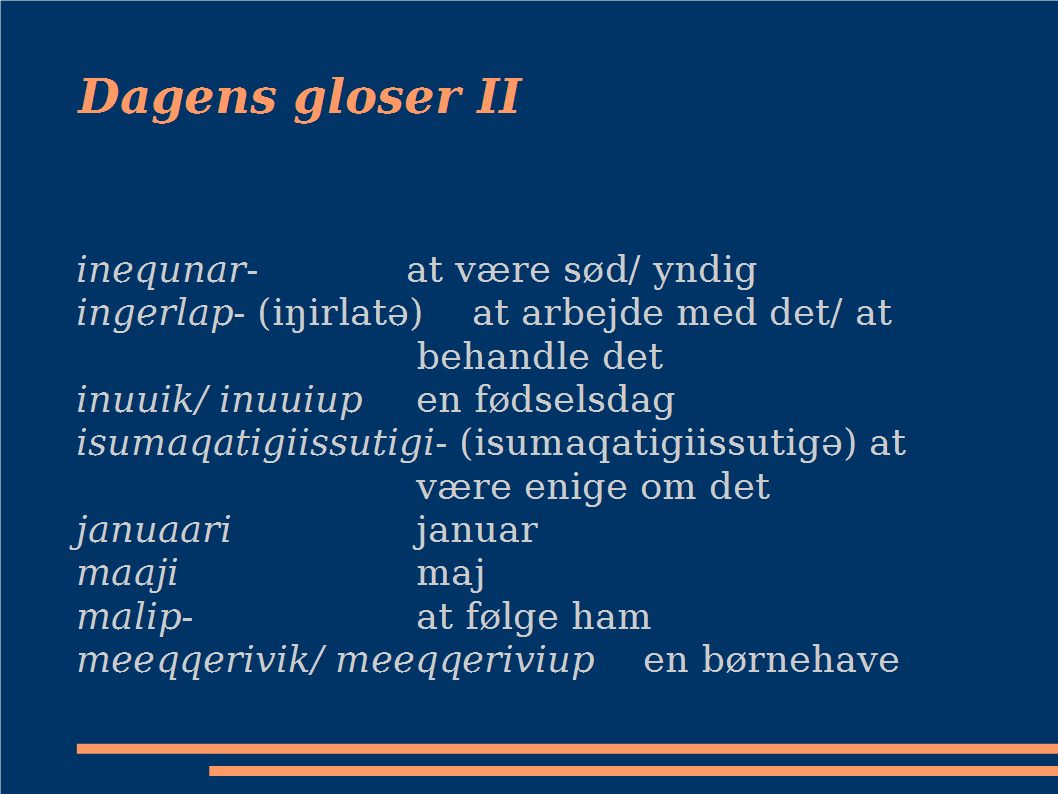 Dagens gloser II
inequnar- at være sød/ yndig
ingerlap- (iŋirlatə) at arbejde med det/ at
behandle det
inuuik/ inuuiup en fødselsdag
isumaqatigiissutigi- (isumaqatigiissutigə) at
være enige om det
januaari januar
maaji maj
malip- at følge ham
meeqqerivik/ meeqqeriviup en børnehave